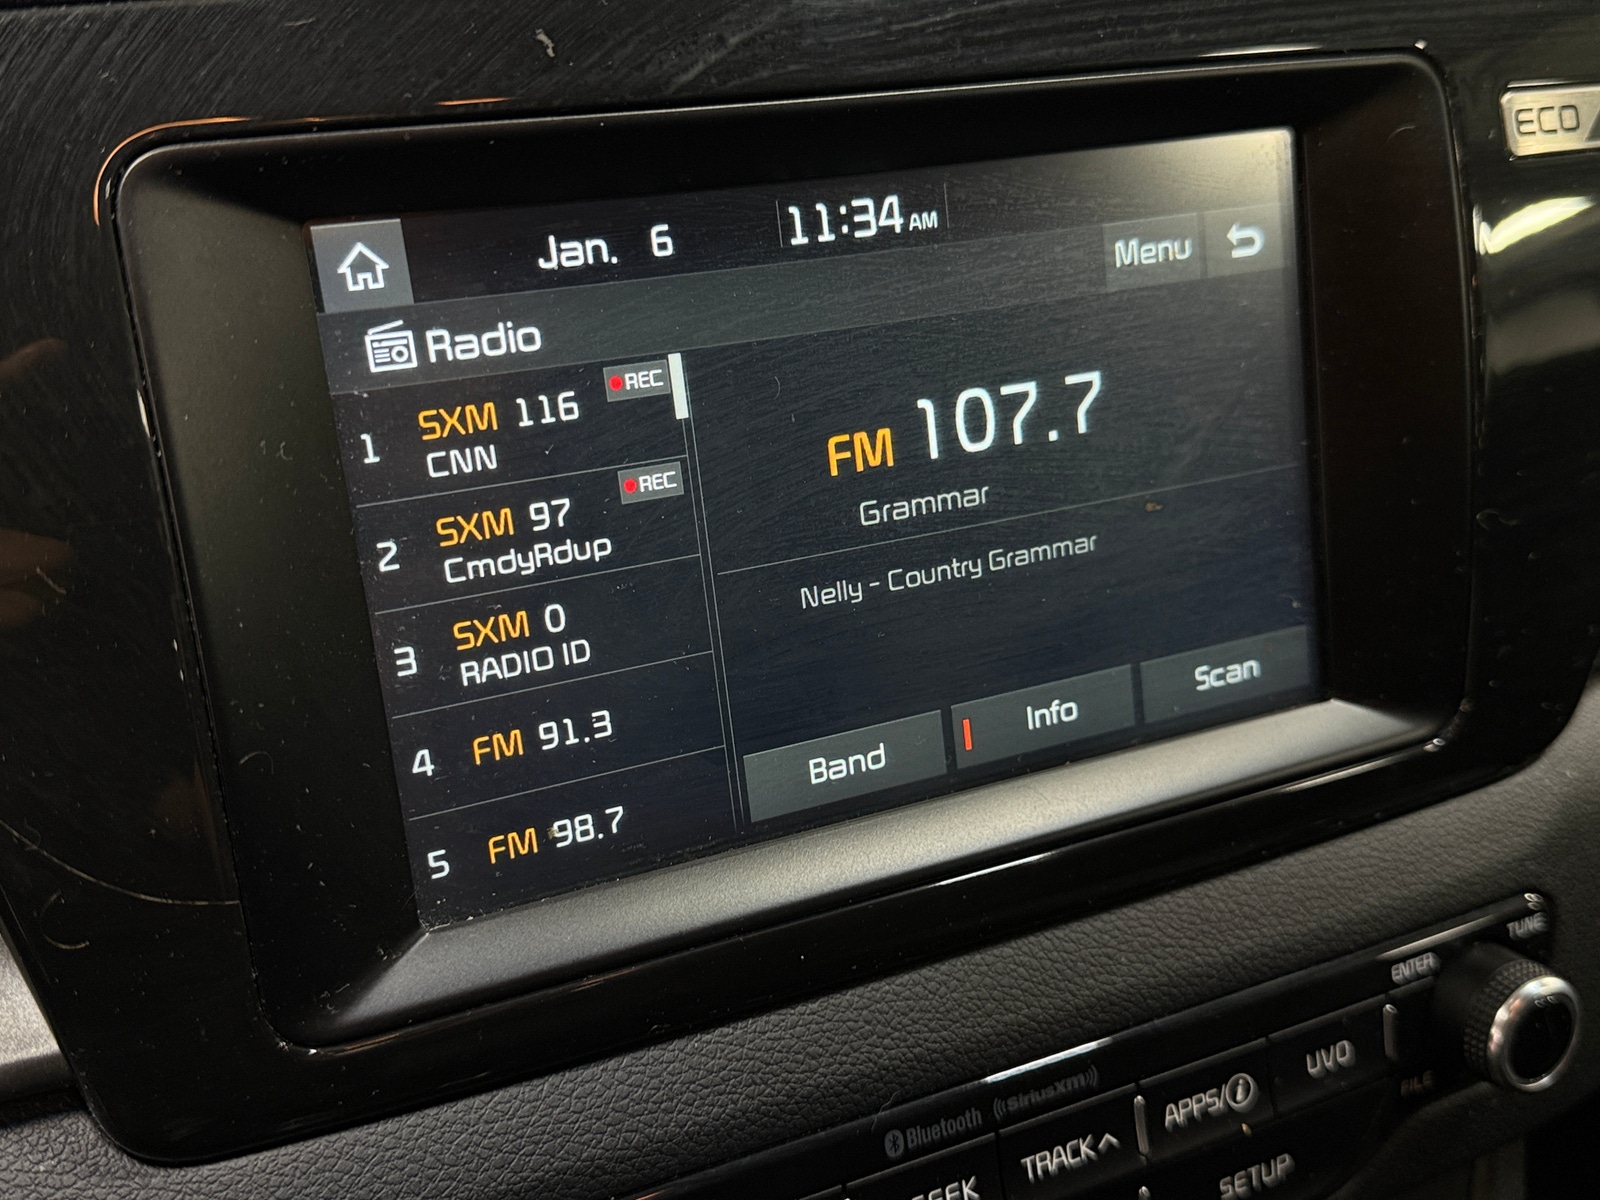 ECO
Jan. 6
11:34 AM
Menu
Radio
1 SXM 116 REC
CNN
2 SXM 97 REC
CmdyRdup
3 SXM 0
RADIO ID
4 FM 91.3
5 FM 98.7
FM 107.7
Grammar
Nelly - Country Grammar
Band
Info
Scan
TUNE
ENTER
FILE
Bluetooth
SiriusXM
SEEK
TRACK
APPS/i
UVO
SETUP